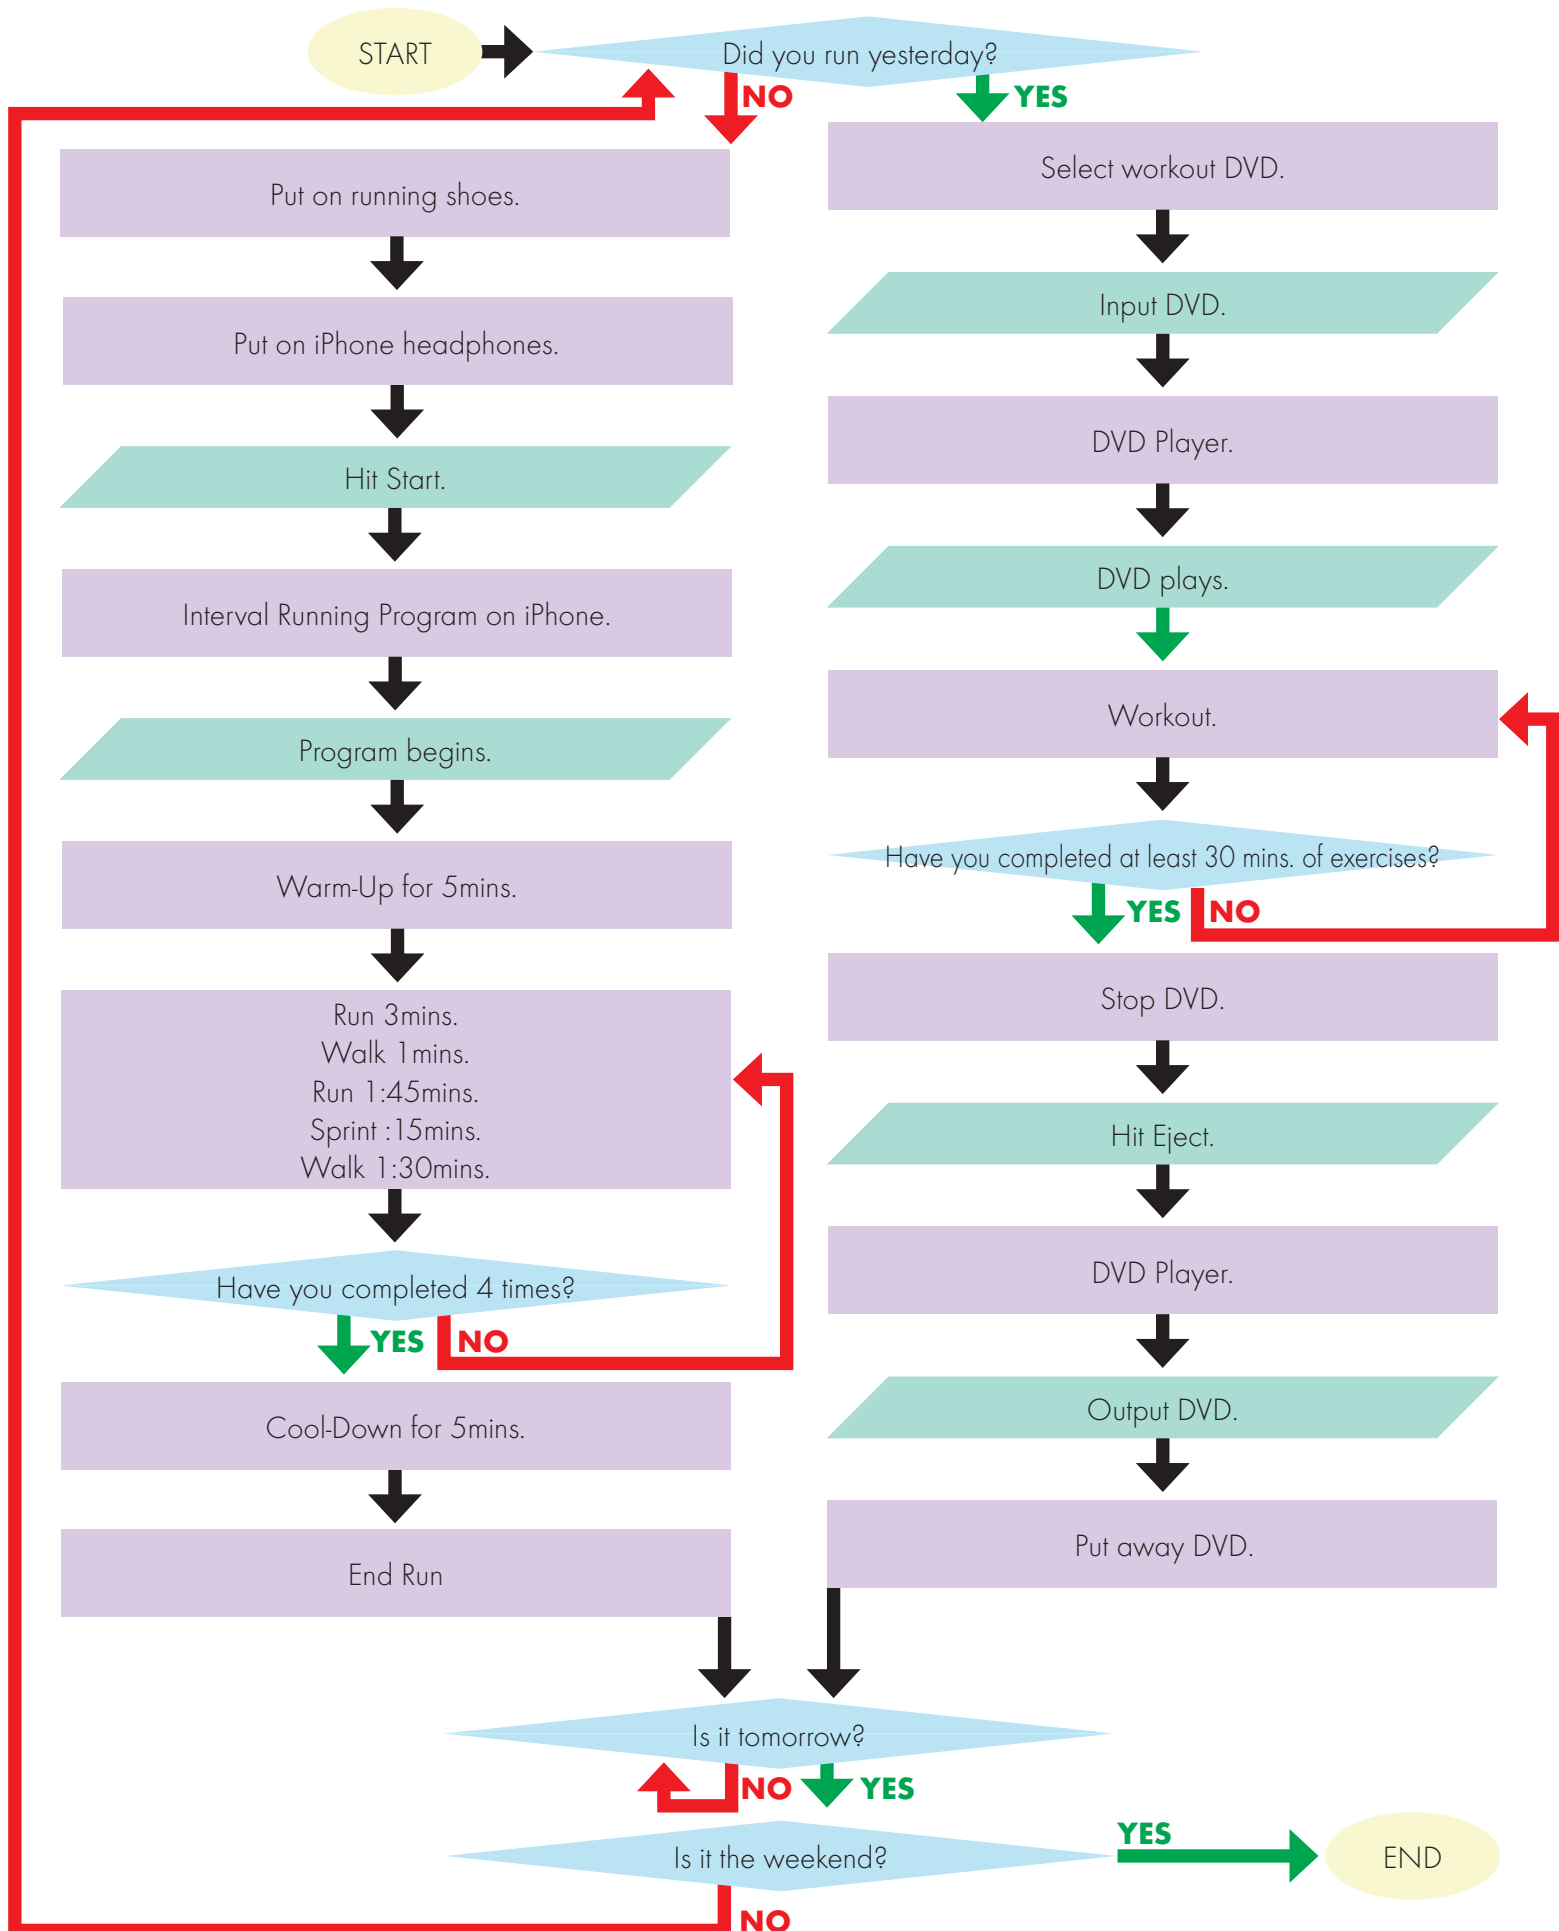 START
Did you run yesterday?
NO
YES
Put on running shoes.
Put on iPhone headphones.
Hit Start.
Interval Running Program on iPhone.
Program begins.
Warm-Up for 5mins.
Run 3mins.
Walk 1mins.
Run 1:45mins.
Sprint :15mins.
Walk 1:30mins.
Have you completed 4 times?
YES
NO
Cool-Down for 5mins.
End Run
Select workout DVD.
Input DVD.
DVD Player.
DVD plays.
Workout.
Have you completed at least 30 mins. of exercises?
YES
NO
Stop DVD.
Hit Eject.
DVD Player.
Output DVD.
Put away DVD.
Is it tomorrow?
NO
YES
Is it the weekend?
YES
END
NO